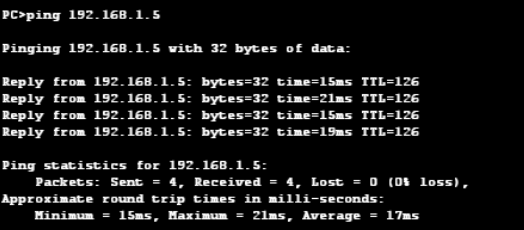 PC>ping 192.168.1.5
Pinging 192.168.1.5 with 32 bytes of data:
Reply from 192.168.1.5: bytes=32 time=15ms TTL=126
Reply from 192.168.1.5: bytes=32 time=21ms TTL=126
Reply from 192.168.1.5: bytes=32 time=15ms TTL=126
Reply from 192.168.1.5: bytes=32 time=19ms TTL=126
Ping statistics for 192.168.1.5:
Packets: Sent = 4, Received = 4, Lost = 0 (0% loss),
Approximate round trip times in milli-seconds:
Minimum = 15ms, Maximum = 21ms, Average = 17ms